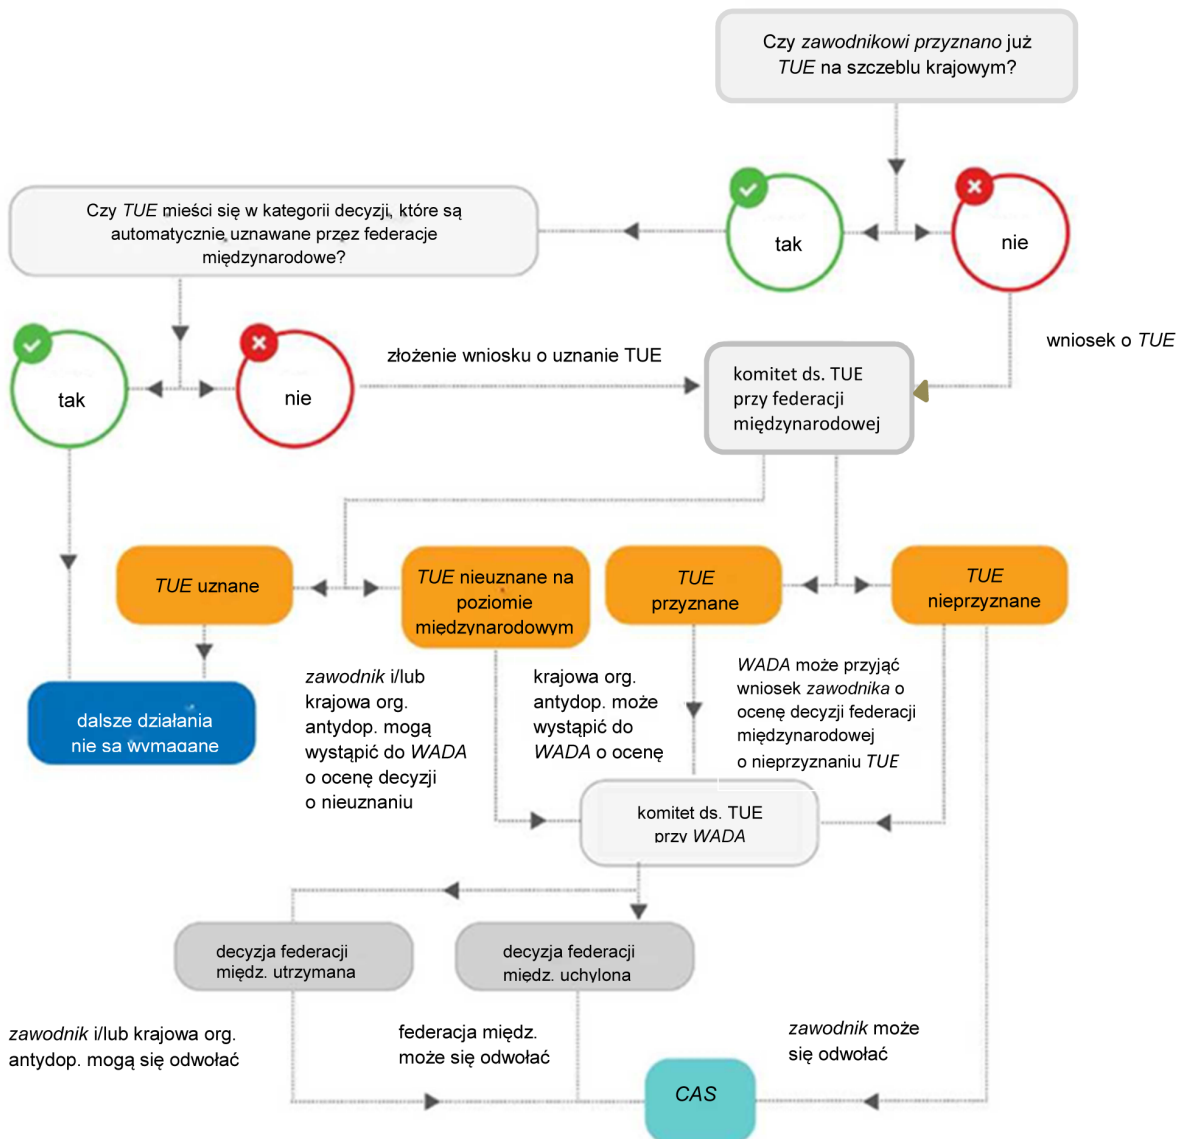 Czy zawodnikowi przyznano już
TUE na szczeblu krajowym?
Czy TUE mieści się w kategorii decyzji, które są
automatycznie uznawane przez federacje
międzynarodowe?
tak
nie
tak
nie
złożenie wniosku o uznanie TUE
wniosek o TUE
komitet ds. TUE
przy federacji
międzynarodowej
TUE uznane
TUE nieuznane na
poziomie
międzynarodowym
TUE
przyznane
TUE
nieprzyznane
dalsze działania
nie są wymagane
zawodnik i/lub
krajowa org.
antydop. mogą
wystąpić do WADA
o ocenę decyzji
o nieuznaniu
krajowa org.
antydop. może
wystąpić do
WADA o ocenę
WADA może przyjąć
wniosek zawodnika o
ocenę decyzji federacji
międzynarodowej
o nieprzyznaniu TUE
komitet ds. TUE
przy WADA
decyzja federacji
międz. utrzymana
decyzja federacji
międz. uchylona
zawodnik i/lub krajowa org.
antydop. mogą się odwołać
federacja międz.
może się odwołać
zawodnik może
się odwołać
CAS